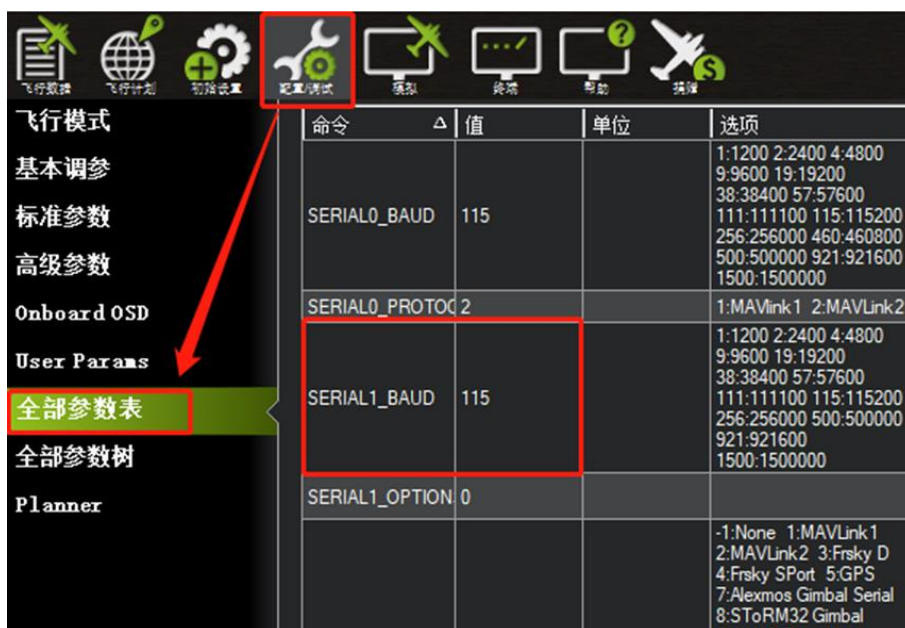 飞行数据 飞行计划 初始设置 配置/调试 模拟 终端 帮助 捐赠
飞行模式
基本调参
标准参数
高级参数
Onboard OSD
User Params
全部参数表
全部参数树
Planner
命令 值 单位 选项
SERIAL0_BAUD 115
1:1200 2:2400 4:4800
9:9600 19:19200
38:38400 57:57600
111:111100 115:115200
256:256000 460:460800
500:500000 921:921600
1500:1500000
SERIAL0_PROTOC 2 1:MAVlink1 2:MAVLink2
SERIAL1_BAUD 115
1:1200 2:2400 4:4800
9:9600 19:19200
38:38400 57:57600
111:111100 115:115200
256:256000 500:500000
921:921600
1500:1500000
SERIAL1_OPTION 0
-1:None 1:MAVLink1
2:MAVLink2 3:Frsky D
4:Frsky SPort 5:GPS
7:Alexmos Gimbal Serial
8:SToRM32 Gimbal